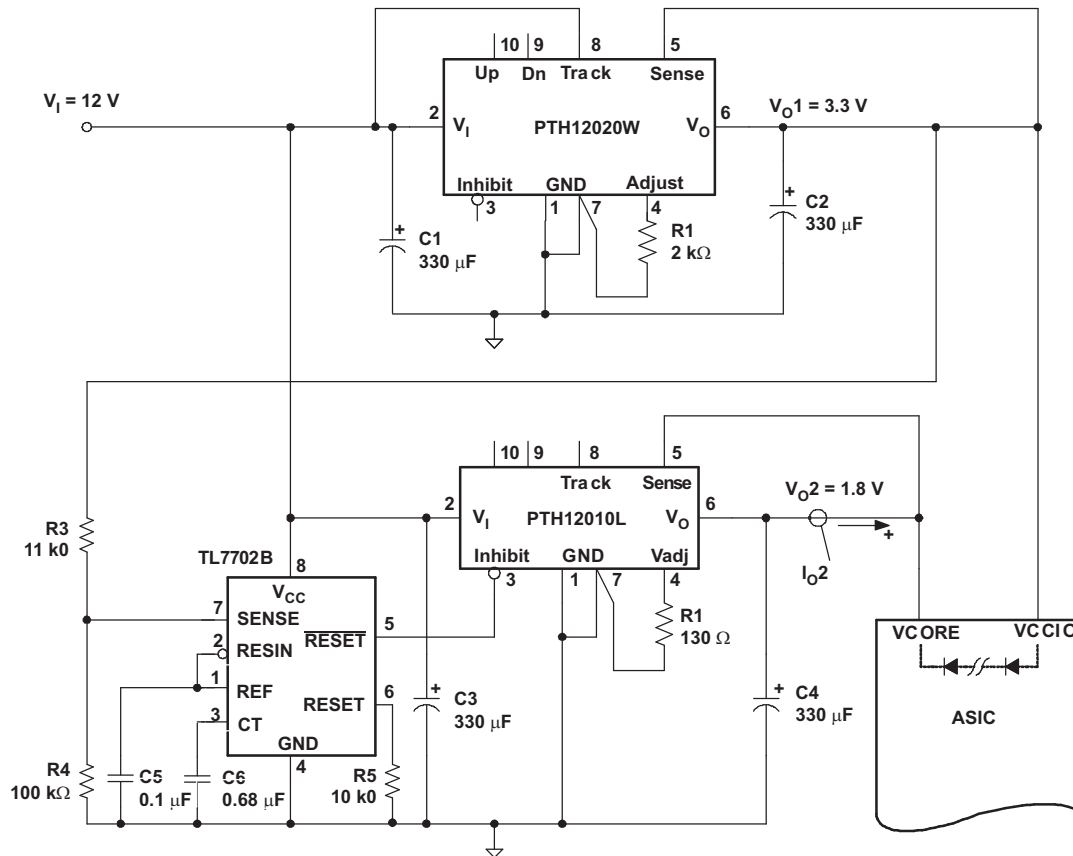 10 9 8 5
Up Dn Track Sense
V_I = 12 V
2 V_I PTH12020W V_O 6
V_O1 = 3.3 V
Inhibit GND Adjust
3 1 7 4
+ C1
330 μF
R1
2 kΩ
+ C2
330 μF
10 9 8 5
Track Sense
2 V_I PTH12010L V_O 6
V_O2 = 1.8 V
+
I_O2
Inhibit GND Vadj
3 1 7 4
R1
130 Ω
R3
11 k0
TL7702B
8
V_CC
7 SENSE
2 RESIN
1 REF
3 CT
RESET 5
RESET 6
GND
4
+ C3
330 μF
+ C4
330 μF
R4
100 kΩ
C5
0.1 μF
C6
0.68 μF
R5
10 k0
VCORE VCCIO
ASIC